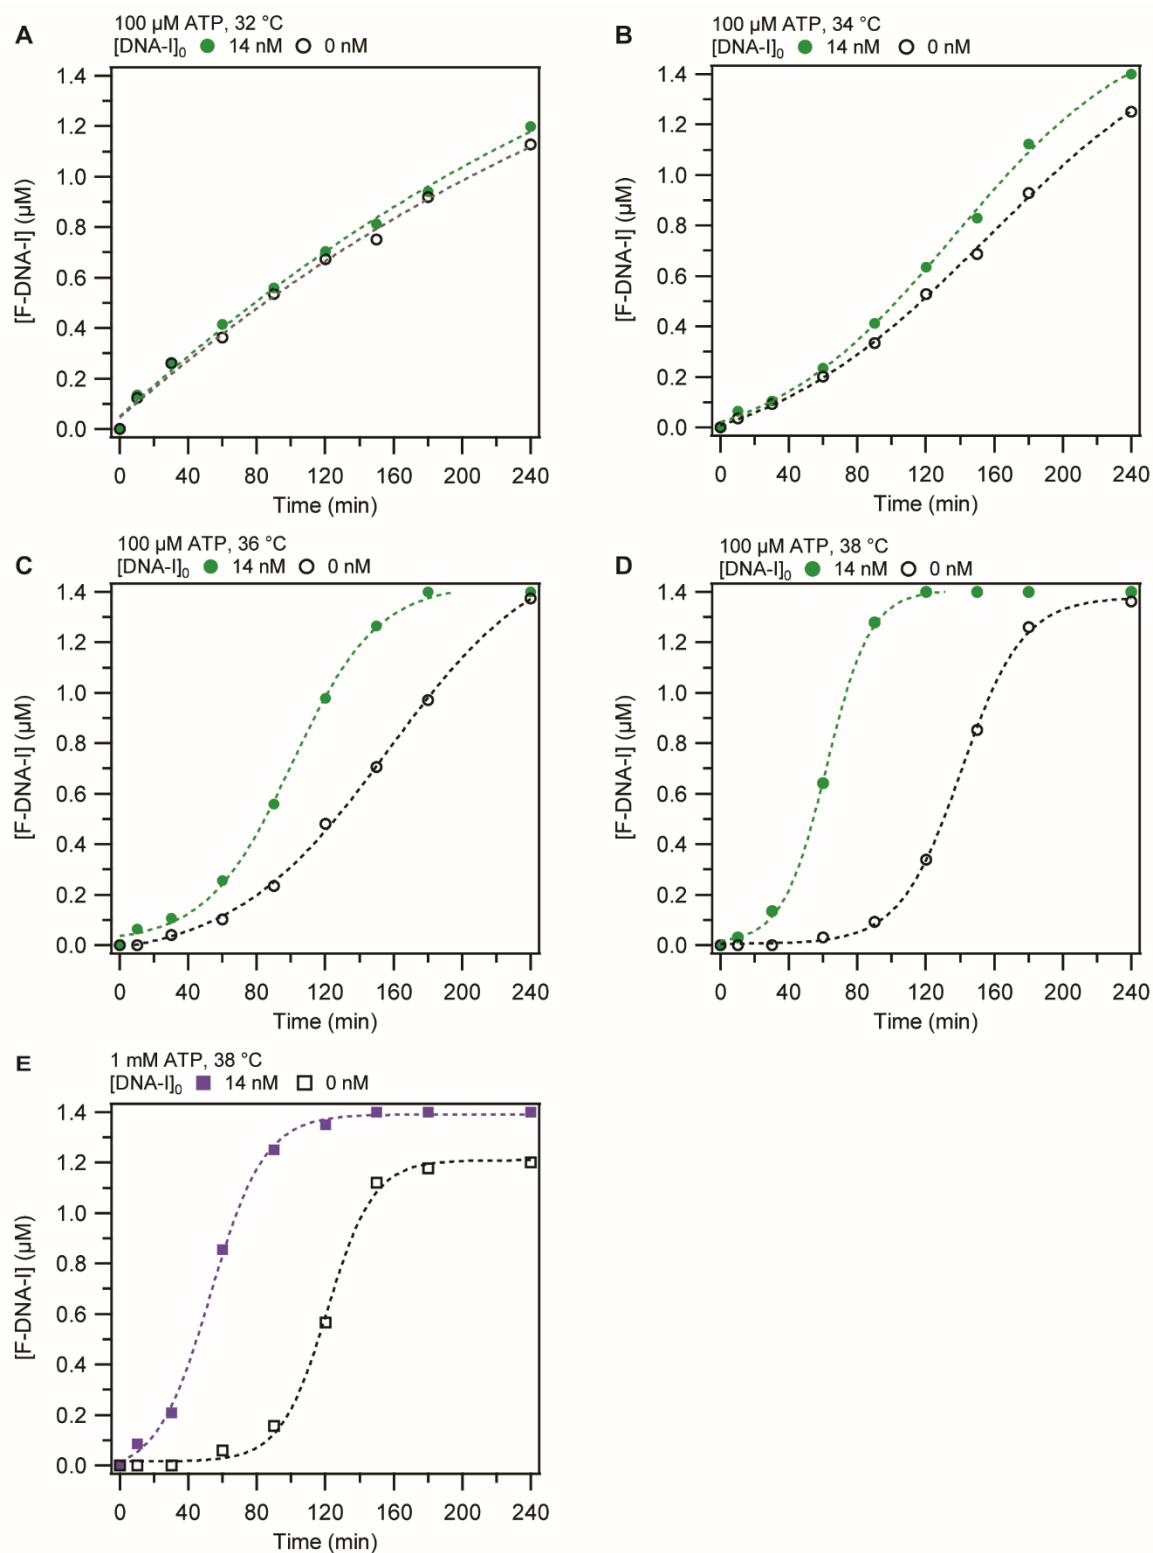 A
100 µM ATP, 32 °C
[DNA-I]₀ 14 nM 0 nM
1.4
1.2
1.0
0.8
0.6
0.4
0.2
0.0
[F-DNA-I] (µM)
0 40 80 120 160 200 240
Time (min)
B
100 µM ATP, 34 °C
[DNA-I]₀ 14 nM 0 nM
1.4
1.2
1.0
0.8
0.6
0.4
0.2
0.0
[F-DNA-I] (µM)
0 40 80 120 160 200 240
Time (min)
C
100 µM ATP, 36 °C
[DNA-I]₀ 14 nM 0 nM
1.4
1.2
1.0
0.8
0.6
0.4
0.2
0.0
[F-DNA-I] (µM)
0 40 80 120 160 200 240
Time (min)
D
100 µM ATP, 38 °C
[DNA-I]₀ 14 nM 0 nM
1.4
1.2
1.0
0.8
0.6
0.4
0.2
0.0
[F-DNA-I] (µM)
0 40 80 120 160 200 240
Time (min)
E
1 mM ATP, 38 °C
[DNA-I]₀ 14 nM 0 nM
1.4
1.2
1.0
0.8
0.6
0.4
0.2
0.0
[F-DNA-I] (µM)
0 40 80 120 160 200 240
Time (min)